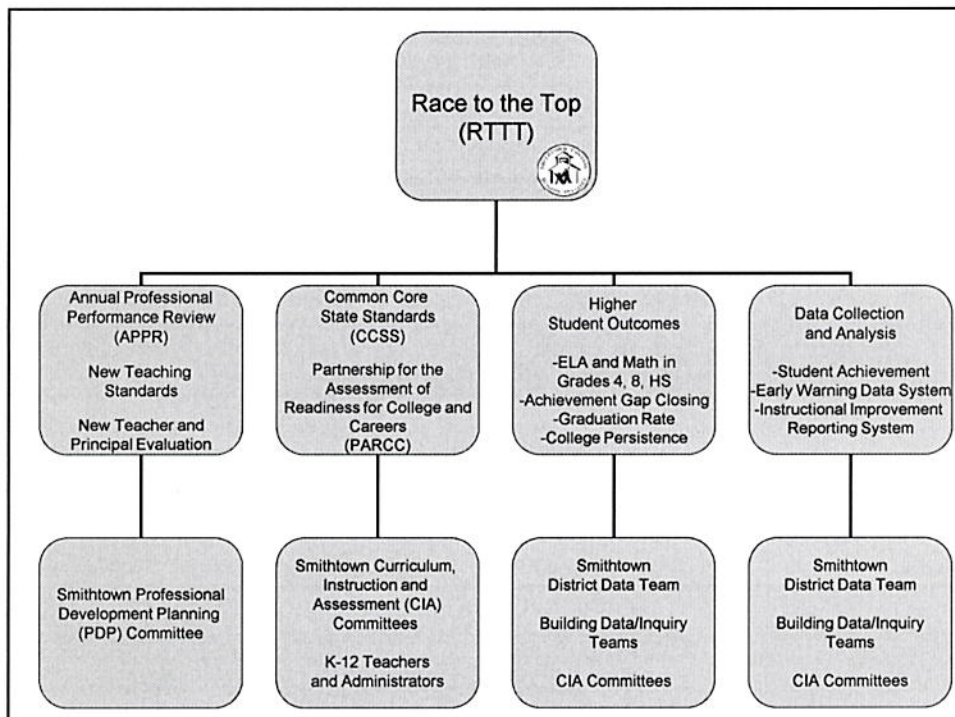 Race to the Top
(RTTT)
Annual Professional
Performance Review
(APPR)
New Teaching
Standards
New Teacher and
Principal Evaluation
Common Core
State Standards
(CCSS)
Partnership for the
Assessment of
Readiness for College and
Careers
(PARCC)
Higher
Student Outcomes
-ELA and Math in
Grades 4, 8, HS
-Achievement Gap Closing
-Graduation Rate
-College Persistence
Data Collection
and Analysis
-Student Achievement
-Early Warning Data System
-Instructional Improvement
Reporting System
Smithtown Professional
Development Planning
(PDP) Committee
Smithtown Curriculum,
Instruction and
Assessment (CIA)
Committees
K-12 Teachers
and Administrators
Smithtown
District Data Team
Building Data/Inquiry
Teams
CIA Committees
Smithtown
District Data Team
Building Data/Inquiry
Teams
CIA Committees